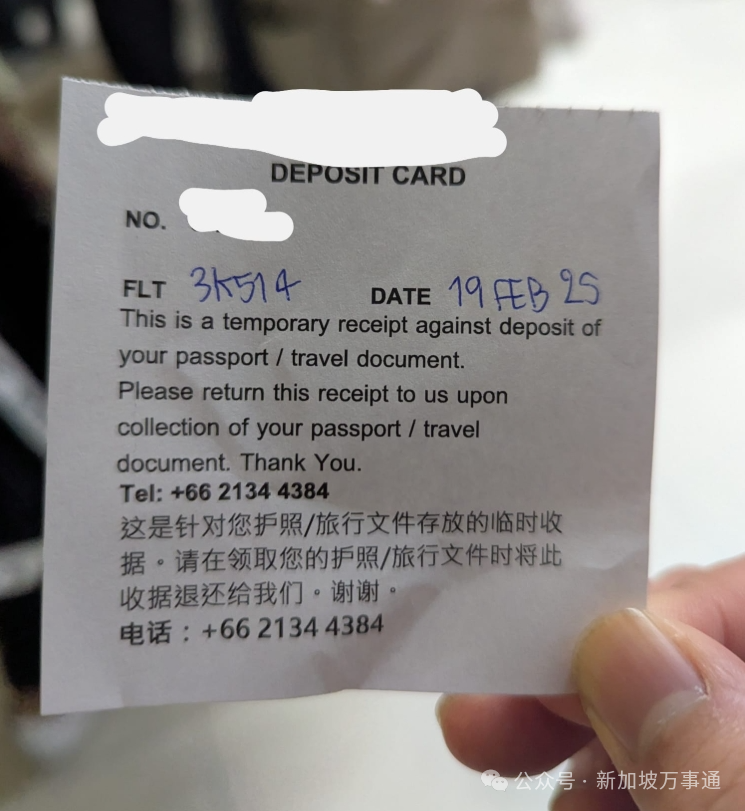 DEPOSIT CARD
NO.
FLT 3K514 DATE 19 FEB 25
This is a temporary receipt against deposit of
your passport / travel document.
Please return this receipt to us upon
collection of your passport / travel
document. Thank You.
Tel: +66 2134 4384
这是针对您护照/旅行文件存放的临时收
据。请在领取您的护照/旅行文件时将此
收据退还给我们。谢谢。
电话：+66 2134 4384
公众号·新加坡万事通